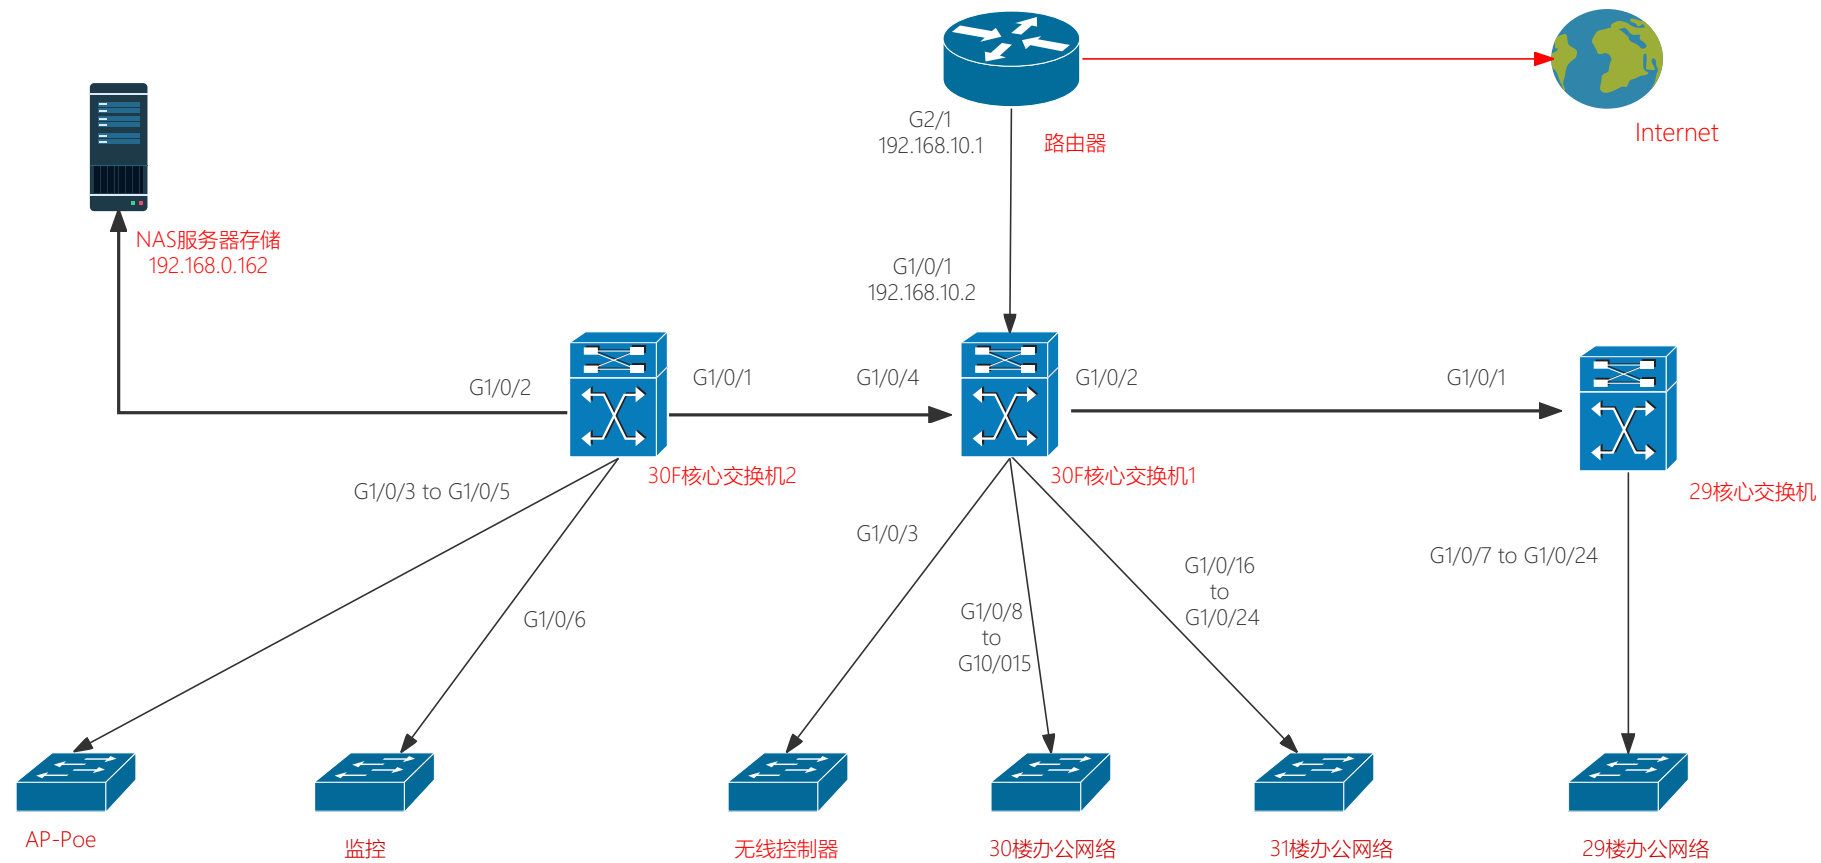 G2/1
192.168.10.1
路由器
Internet
NAS服务器存储
192.168.0.162
G1/0/1
192.168.10.2
G1/0/2
G1/0/1
G1/0/4
G1/0/2
G1/0/1
30F核心交换机2
30F核心交换机1
29核心交换机
G1/0/3 to G1/0/5
G1/0/6
G1/0/3
G1/0/8
to
G10/015
G1/0/16
to
G1/0/24
G1/0/7 to G1/0/24
AP-Poe
监控
无线控制器
30楼办公网络
31楼办公网络
29楼办公网络